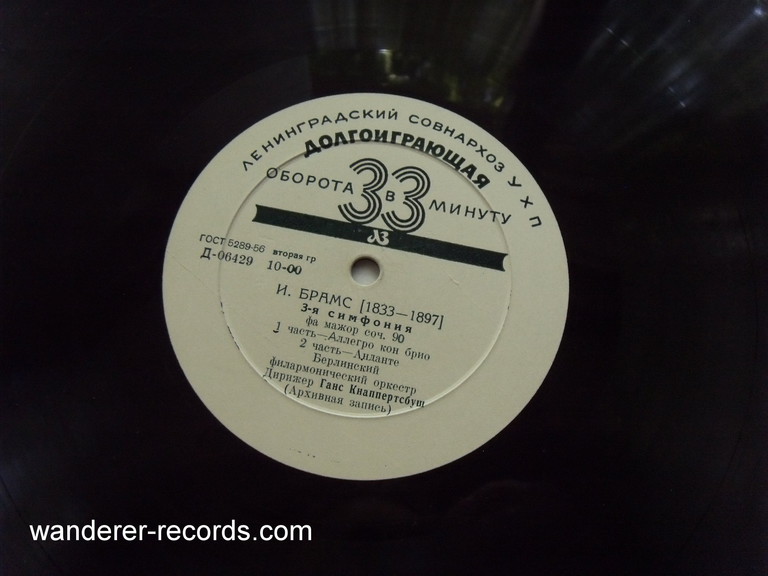 ЛЕНИНГРАДСКИЙ СОВНАРХОЗ УХП
ДОЛГОИГРАЮЩАЯ
ОБОРОТА 33 В МИНУТУ
ЛЗ
ГОСТ 5289-56 вторая гр
Д-06429 10-00
И. БРАМС [1833—1897]
3-я симфония
фа мажор соч. 90
1 часть—Аллегро кон брио
2 часть—Анданте
Берлинский
филармонический оркестр
Дирижер Ганс Кнаппертсбуш
(Архивная запись)
wanderer-records.com